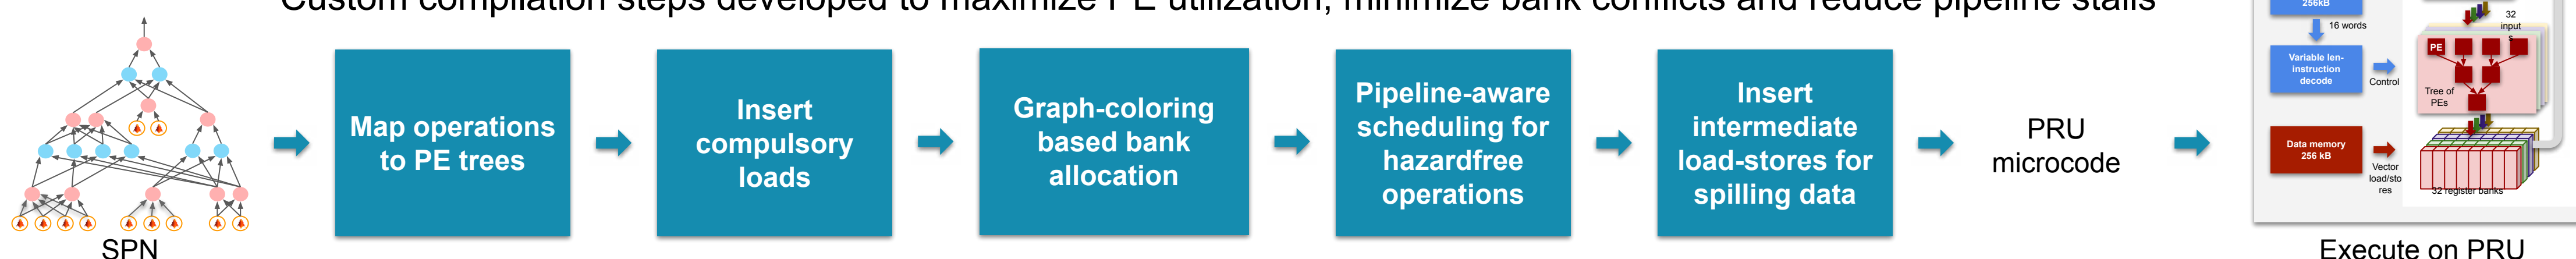 Custom compilation steps developed to maximize PE utilization, minimize bank conflicts and reduce pipeline stalls
SPN
Map operations
to PE trees
Insert
compulsory
loads
Graph-coloring
based bank
allocation
Pipeline-aware
scheduling for
hazardfree
operations
Insert
intermediate
load-stores for
spilling data
PRU
microcode
256kB
16 words
Variable len-
instruction
decode
Control
Data memory
256 kB
Vector
load/sto
res
32
input
s
PE
Tree of
PEs
32 register banks
Execute on PRU